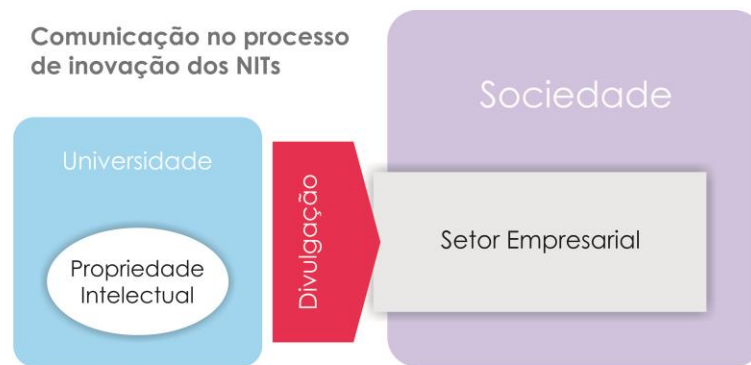 Comunicação no processo
de inovação dos NITs
Sociedade
Universidade
Propriedade
Intelectual
Divulgação
Setor Empresarial